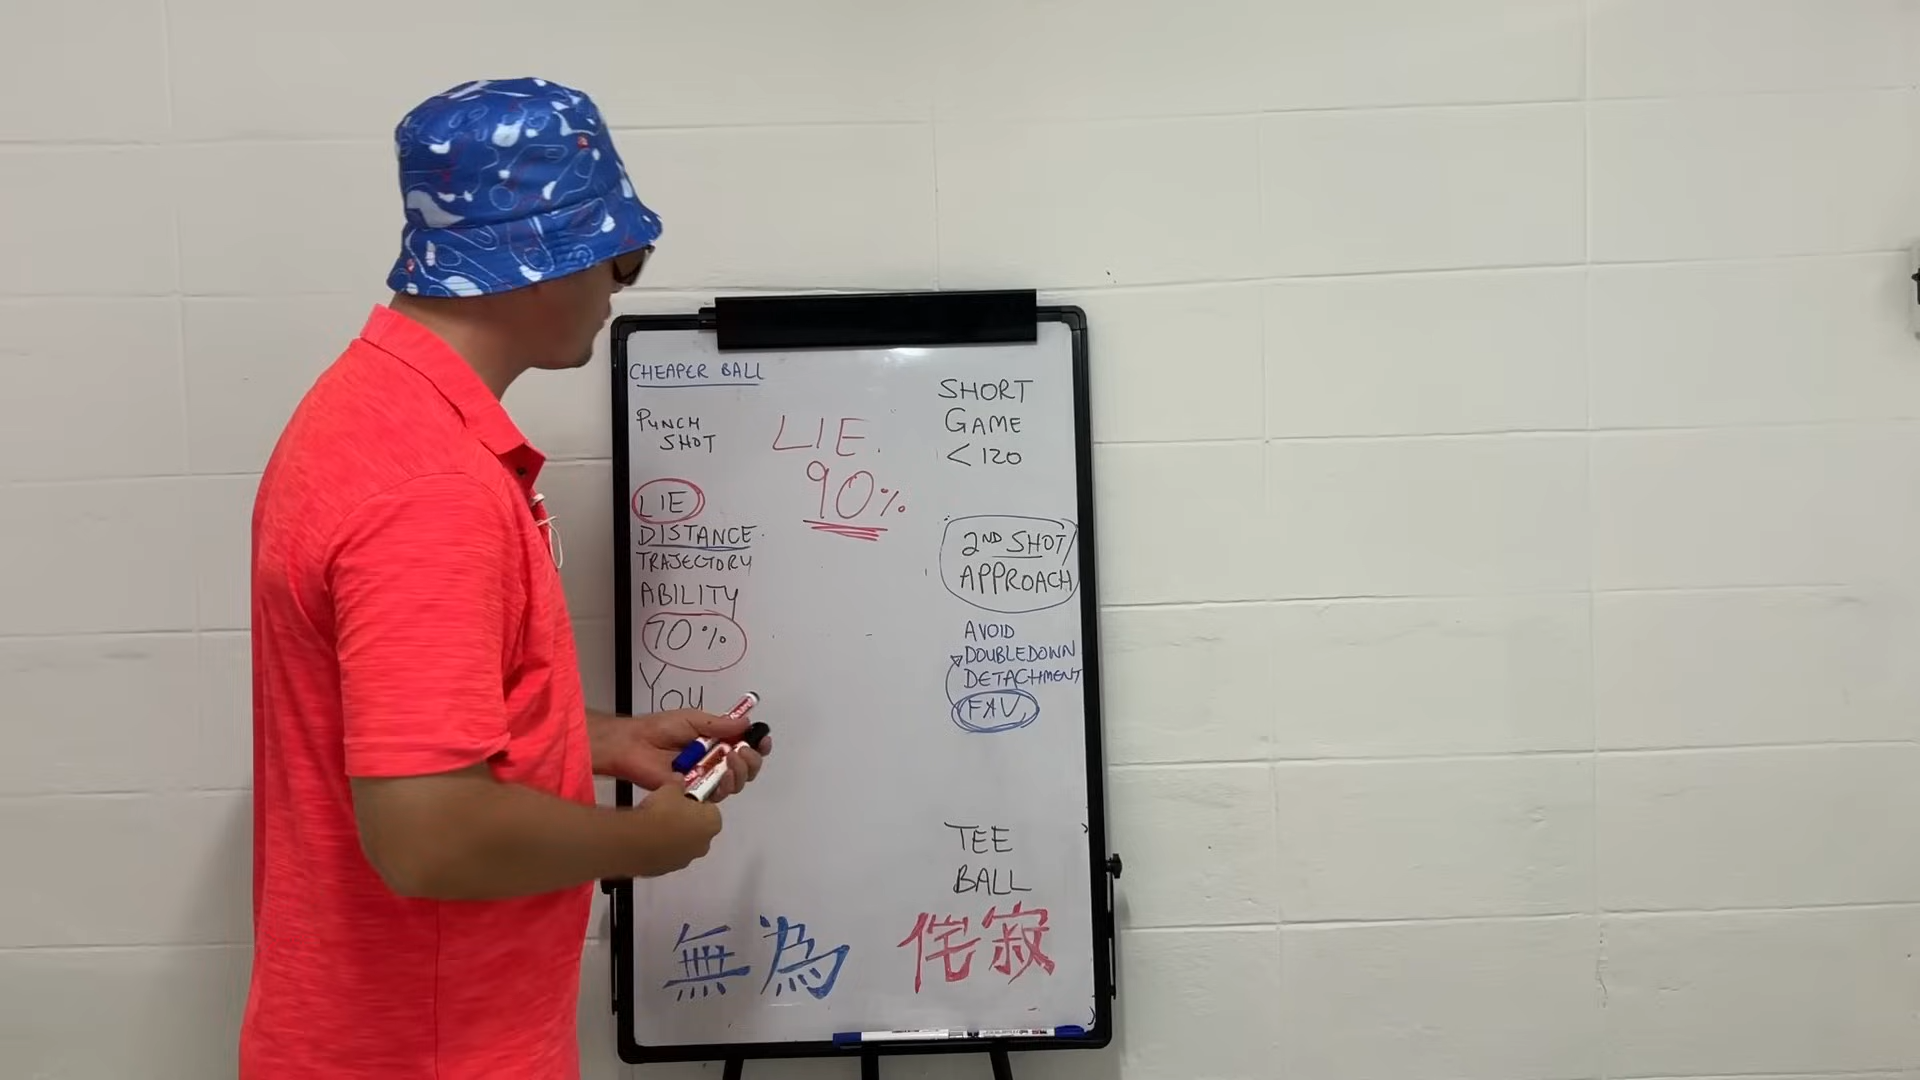 CHEAPER BALL
PUNCH
SHOT
LIE
DISTANCE
TRAJECTORY
ABILITY
70%
YOU
LIE.
90%
SHORT
GAME
<120
2ND SHOT/
APPROACH
AVOID
DOUBLEDOWN
DETACHMENT
FAV
TEE
BALL
無為
侘寂